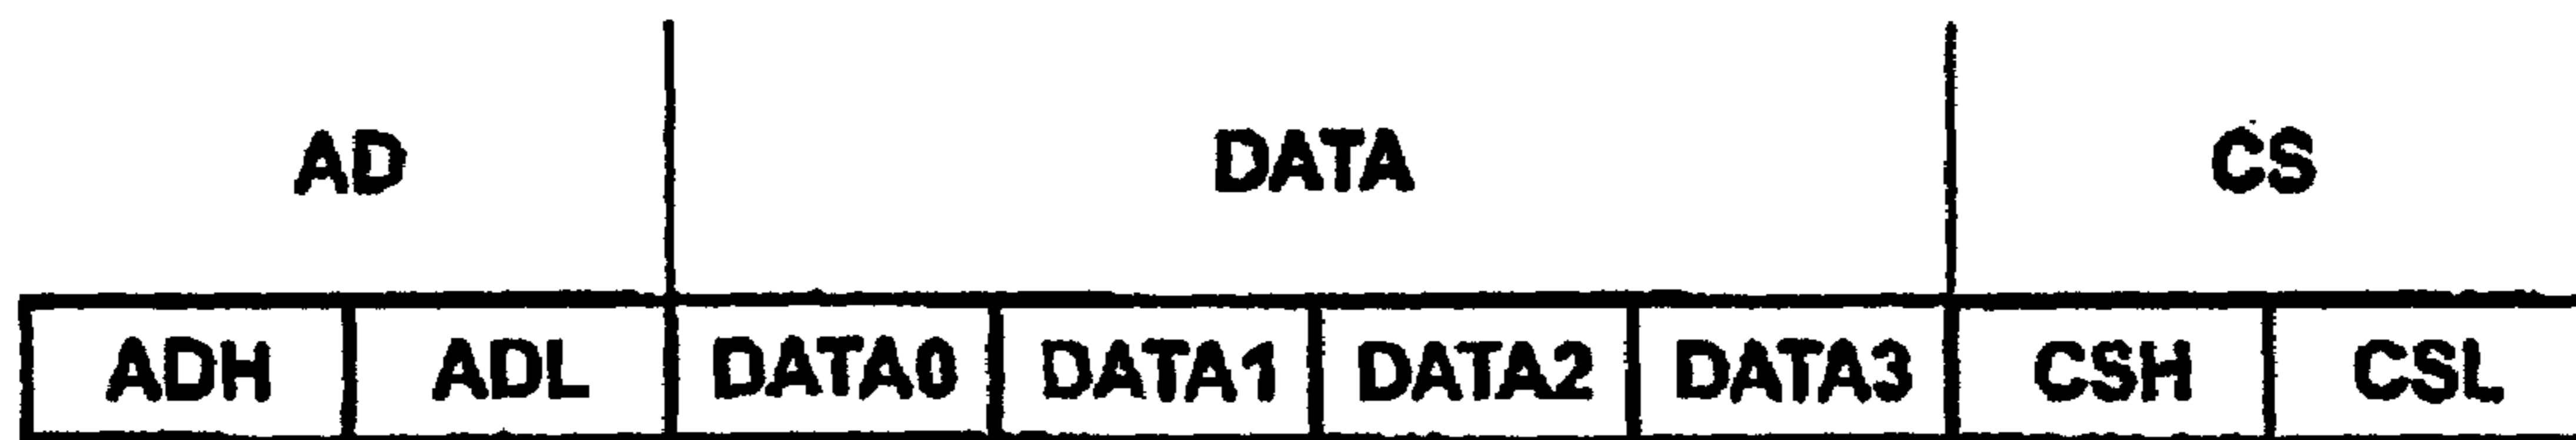 AD DATA CS
ADH ADL DATA0 DATA1 DATA2 DATA3 CSH CSL